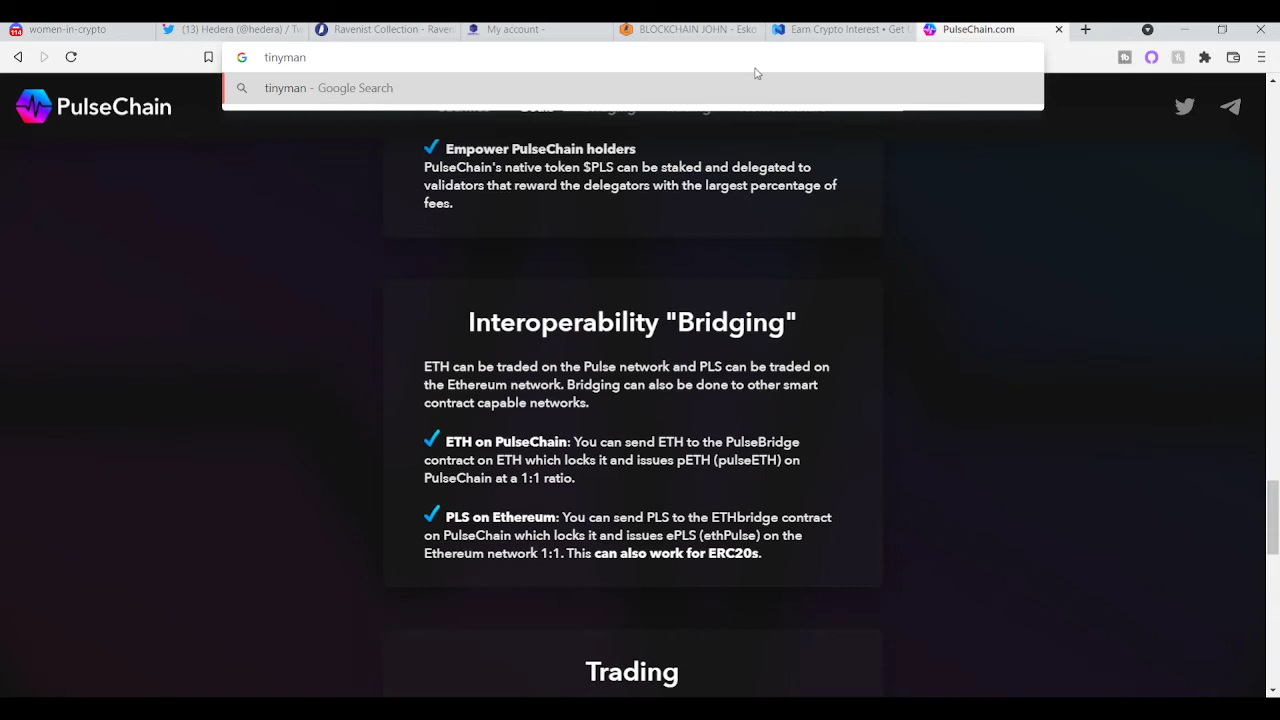 114
women-in-crypto
(13) Hedera (@hedera) / Tw
Ravenist Collection - Raven
My account -
BLOCKCHAIN JOHN - Esko
Earn Crypto Interest • Get
PulseChain.com
tinyman
tinyman - Google Search
PulseChain
Empower PulseChain holders
PulseChain's native token $PLS can be staked and delegated to
validators that reward the delegators with the largest percentage of
fees.
Interoperability "Bridging"
ETH can be traded on the Pulse network and PLS can be traded on
the Ethereum network. Bridging can also be done to other smart
contract capable networks.
ETH on PulseChain: You can send ETH to the PulseBridge
contract on ETH which locks it and issues pETH (pulseETH) on
PulseChain at a 1:1 ratio.
PLS on Ethereum: You can send PLS to the ETHbridge contract
on PulseChain which locks it and issues ePLS (ethPulse) on the
Ethereum network 1:1. This can also work for ERC20s.
Trading